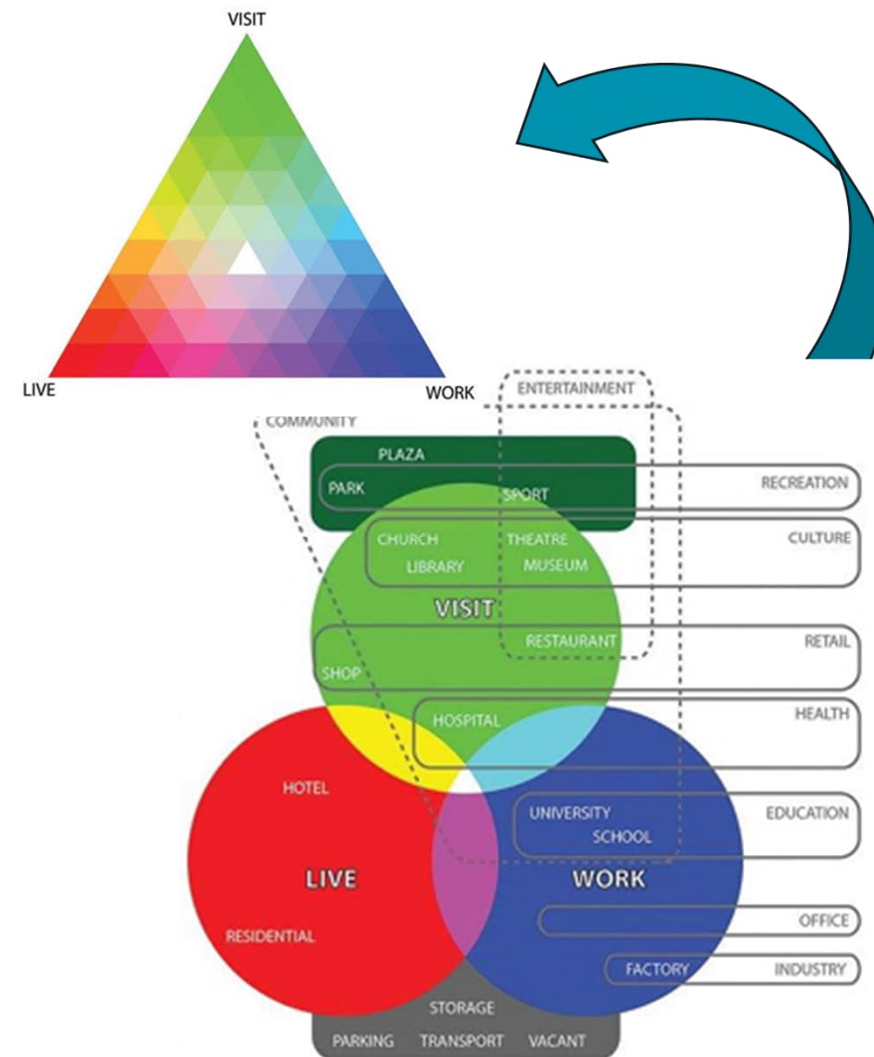 VISIT
LIVE
WORK
ENTERTAINMENT
COMMUNITY
PLAZA
PARK
SPORT
RECREATION
CHURCH
THEATRE
CULTURE
LIBRARY
MUSEUM
VISIT
RESTAURANT
RETAIL
SHOP
HOSPITAL
HEALTH
HOTEL
UNIVERSITY
EDUCATION
SCHOOL
LIVE
WORK
OFFICE
RESIDENTIAL
FACTORY
INDUSTRY
STORAGE
PARKING
TRANSPORT
VACANT